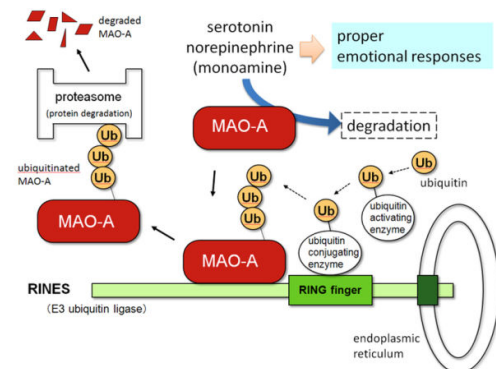 degraded
MAO-A
serotonin
norepinephrine
(monoamine)
proper
emotional responses
proteasome
(protein degradation)
MAO-A
degradation
Ub
Ub
Ub
ubiquitinated
MAO-A
Ub
Ub
Ub
Ub
ubiquitin
Ub
ubiquitin
activating
enzyme
Ub
ubiquitin
conjugating
enzyme
MAO-A
MAO-A
RINES
(E3 ubiquitin ligase)
RING finger
endoplasmic
reticulum